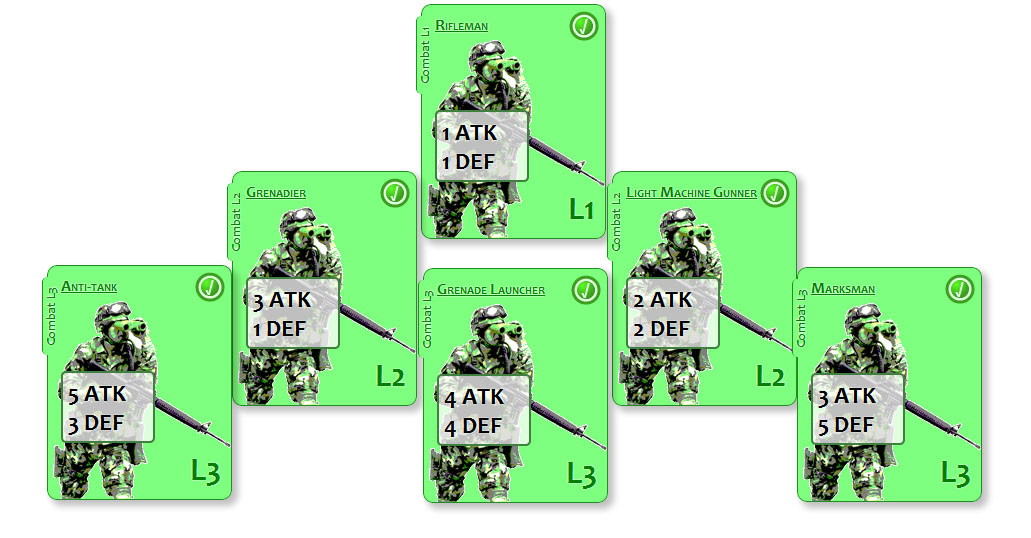 Combat L1
Rifleman
1 ATK
1 DEF
L1
Combat L2
Grenadier
3 ATK
1 DEF
L2
Combat L2
Light Machine Gunner
2 ATK
2 DEF
L2
Combat L3
Anti-tank
5 ATK
3 DEF
L3
Combat L3
Grenade Launcher
4 ATK
4 DEF
L3
Combat L3
Marksman
3 ATK
5 DEF
L3